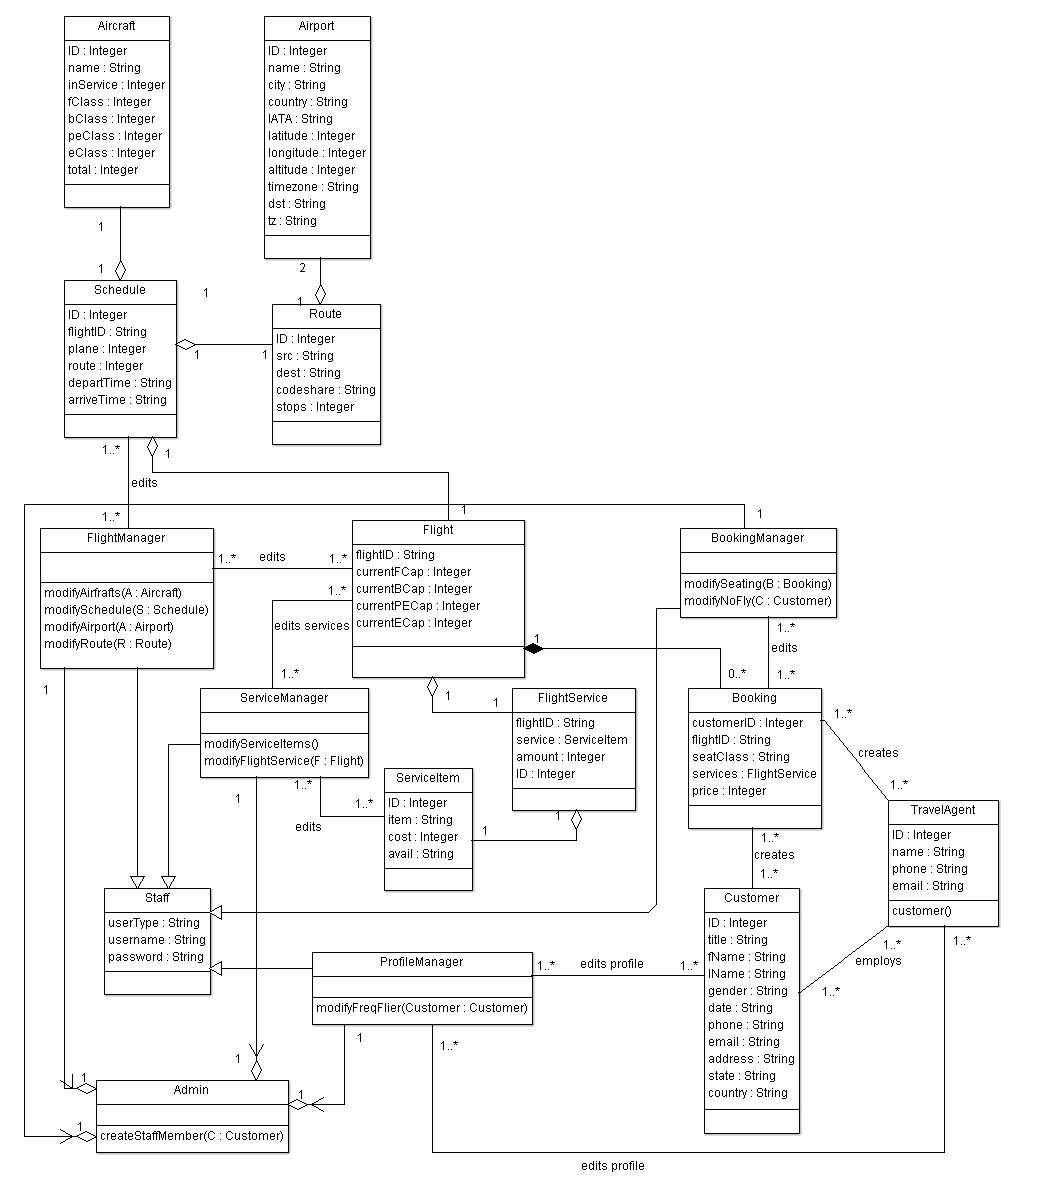 Aircraft
ID : Integer
name : String
inService : Integer
fClass : Integer
bClass : Integer
peClass : Integer
eClass : Integer
total : Integer
Airport
ID : Integer
name : String
city : String
country : String
IATA : String
latitude : Integer
longitude : Integer
altitude : Integer
timezone : String
dst : String
tz : String
1
1
2
1
1
Schedule
ID : Integer
flightID : String
plane : Integer
route : Integer
departTime : String
arriveTime : String
1
1
Route
ID : Integer
src : String
dest : String
codeshare : String
stops : Integer
1..*
1
edits
1..*
1
1
FlightManager
modifyAirfrafts(A : Aircraft)
modifySchedule(S : Schedule)
modifyAirport(A : Airport)
modifyRoute(R : Route)
1..*
edits
1..*
Flight
flightID : String
currentFCap : Integer
currentBCap : Integer
currentPECap : Integer
currentECap : Integer
1..*
edits services
1..*
BookingManager
modifySeating(B : Booking)
modifyNoFly(C : Customer)
1..*
edits
1..*
1
0..*
1
1
1
ServiceManager
modifyServiceItems()
modifyFlightService(F : Flight)
FlightService
flightID : String
service : ServiceItem
amount : Integer
ID : Integer
Booking
customerID : Integer
flightID : String
seatClass : String
services : FlightService
price : Integer
1..*
creates
1..*
1
1..*
edits
1..*
ServiceItem
ID : Integer
item : String
cost : Integer
avail : String
1
1
TravelAgent
ID : Integer
name : String
phone : String
email : String
customer()
1..*
creates
1..*
Staff
userType : String
username : String
password : String
Customer
ID : Integer
title : String
fName : String
lName : String
gender : String
date : String
phone : String
email : String
address : String
state : String
country : String
1..*
employs
1..*
1..*
ProfileManager
modifyFreqFlier(Customer : Customer)
1..*
edits profile
1..*
1
1..*
1
1
1
1
Admin
createStaffMember(C : Customer)
edits profile